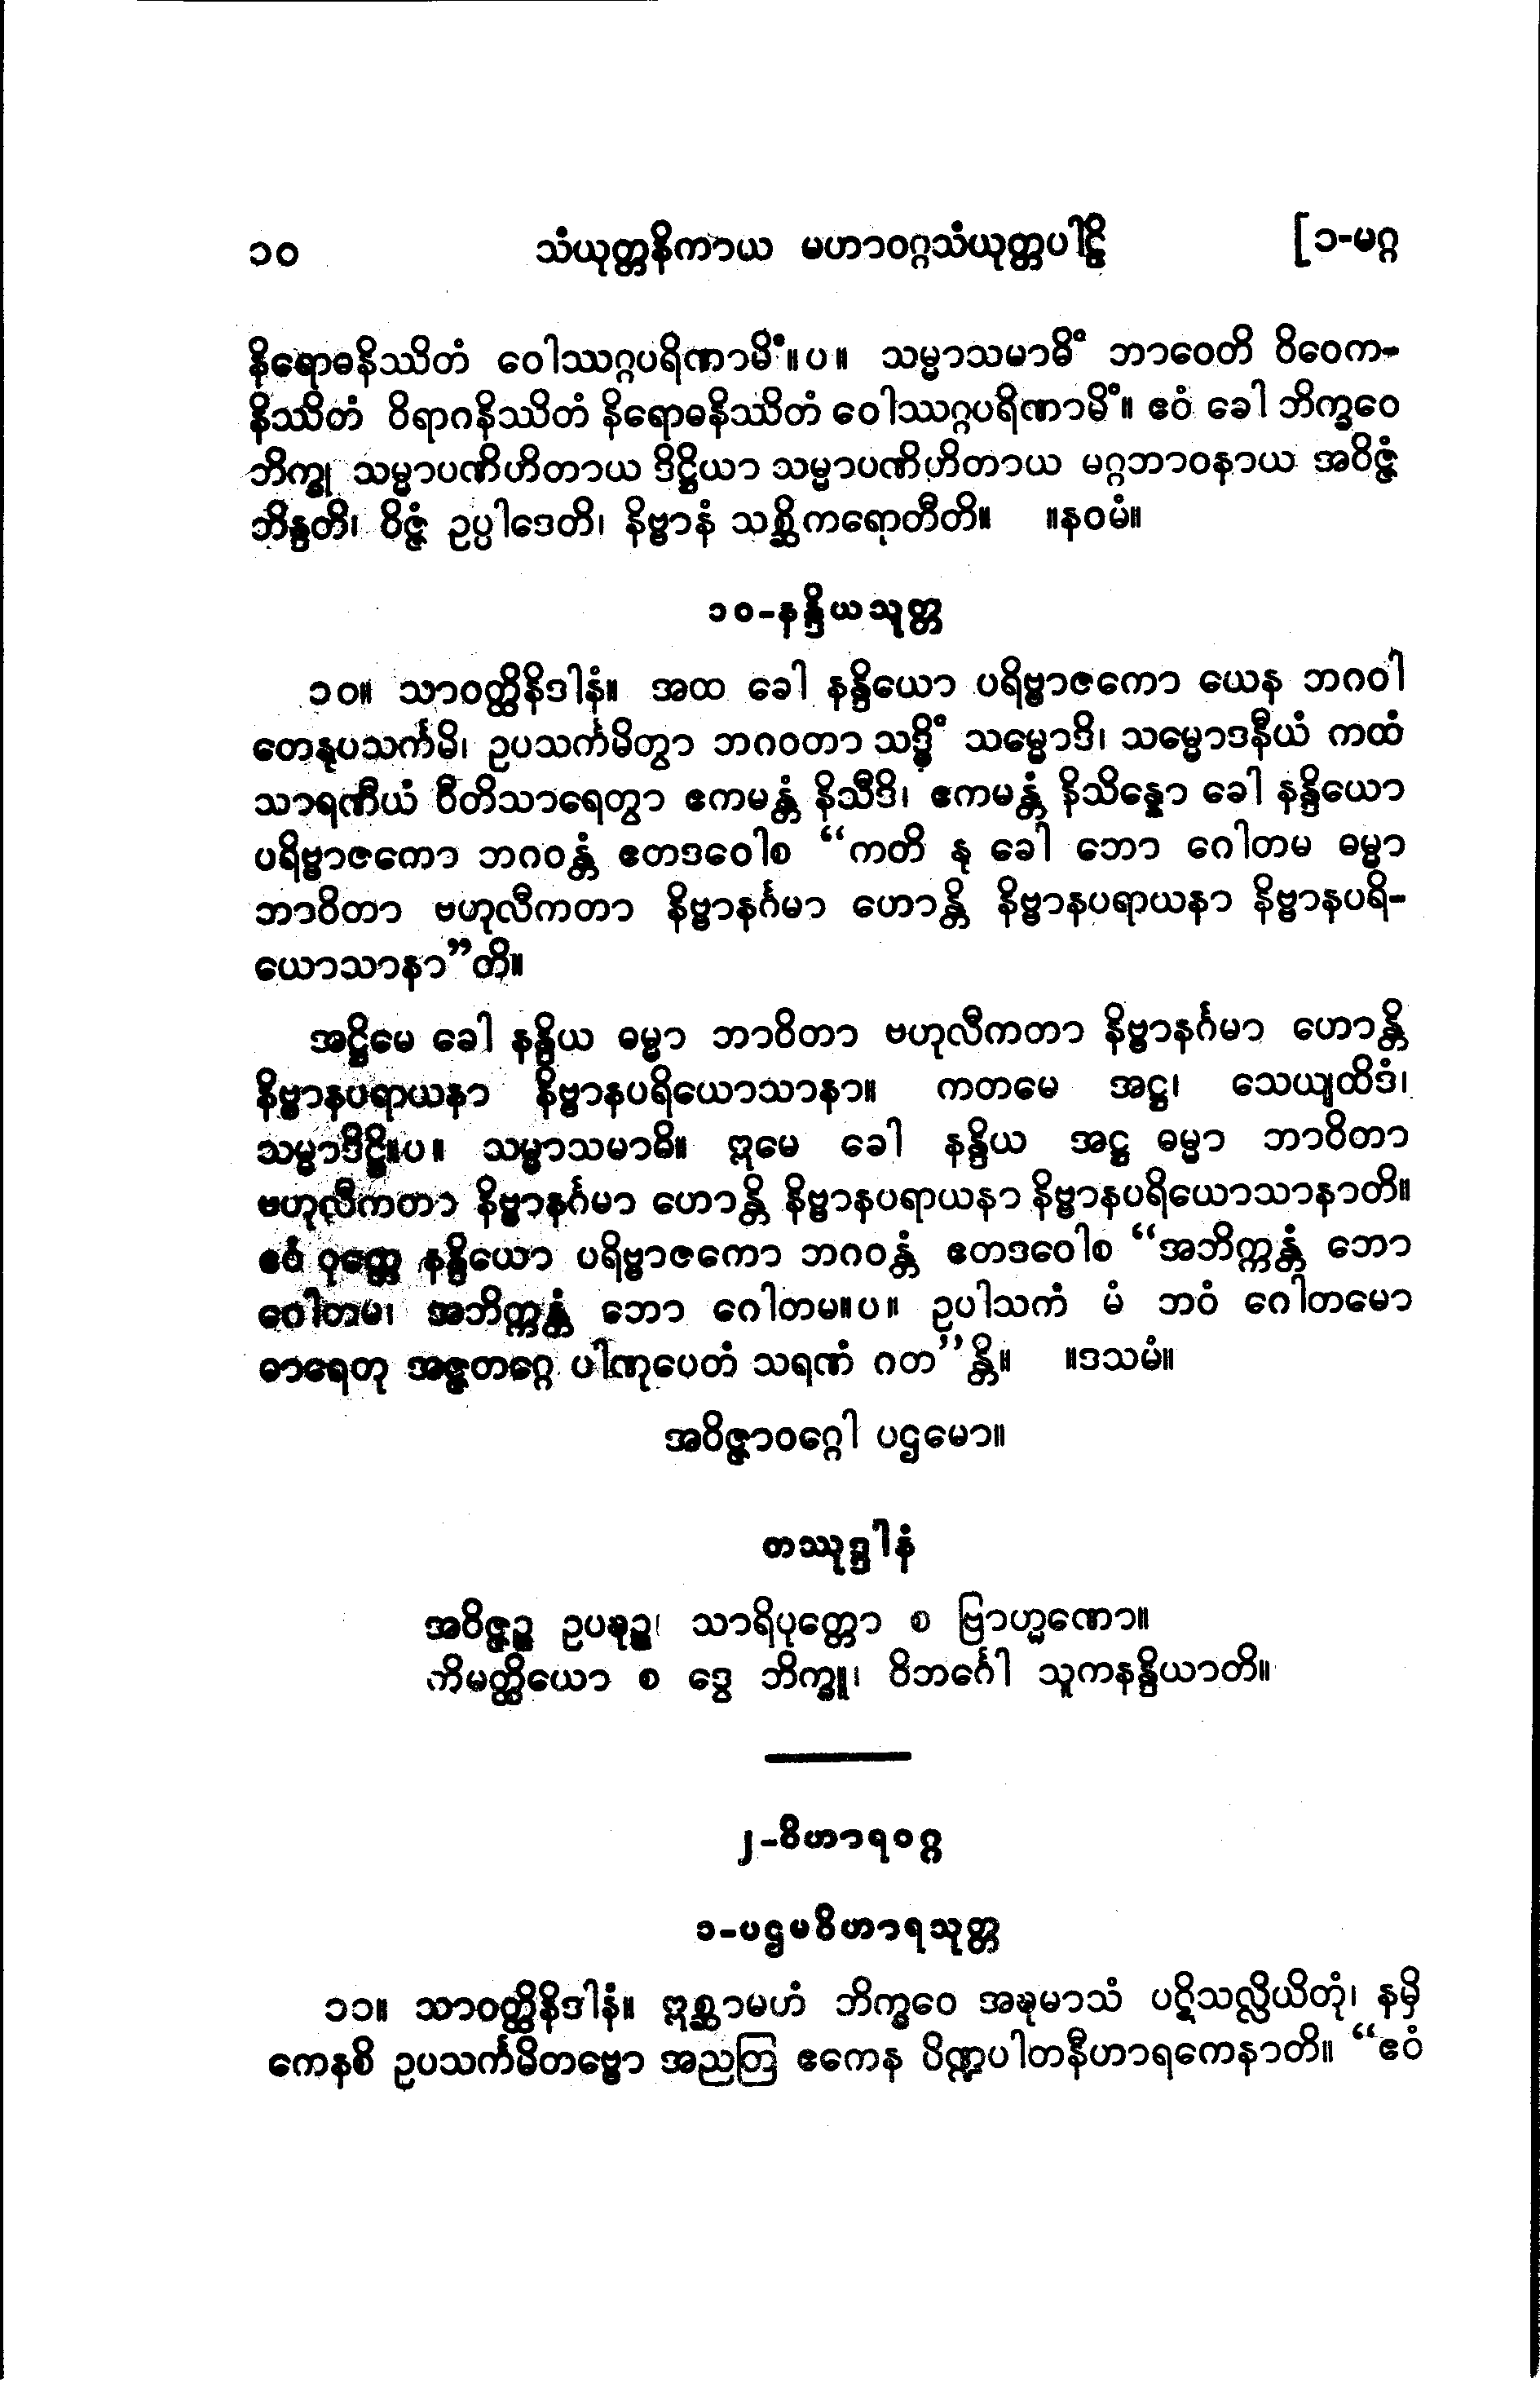 ၁၀ သံယုတ္တနိကာယ မဟာဝဂ္ဂသံယုတ္တပါဠိ [၁-မဂ္ဂ
နိရောဓနိဿိတံ ဝေါဿဂ္ဂပရိဏာမိံ။ပ။ သမ္မာသမာဓိံ ဘာဝေတိ ဝိဝေက-
နိဿိတံ ဝိရာဂနိဿိတံ နိရောဓနိဿိတံ ဝေါဿဂ္ဂပရိဏာမိံ။ ဧဝံ ခေါ ဘိက္ခဝေ
ဘိက္ခု သမ္မာပဏိဟိတာယ ဒိဋ္ဌိယာ သမ္မာပဏိဟိတာယ မဂ္ဂဘာဝနာယ အဝိဇ္ဇံ
ဘိန္ဒတိ၊ ဝိဇ္ဇံ ဥပ္ပါဒေတိ၊ နိဗ္ဗာနံ သစ္ဆိကရောတီတိ။ ။နဝမံ။
၁၀-နန္ဒိယသုတ္တ
၁၀။ သာဝတ္ထိနိဒါနံ။ အထ ခေါ နန္ဒိယော ပရိဗ္ဗာဇကော ယေန ဘဂဝါ
တေနုပသင်္ကမိ၊ ဥပသင်္ကမိတွာ ဘဂဝတာ သဒ္ဓိံ သမ္မောဒိ၊ သမ္မောဒနီယံ ကထံ
သာရဏီယံ ဝီတိသာရေတွာ ဧကမန္တံ နိသီဒိ၊ ဧကမန္တံ နိသိန္နော ခေါ နန္ဒိယော
ပရိဗ္ဗာဇကော ဘဂဝန္တံ ဧတဒဝေါစ “ကတိ နု ခေါ ဘော ဂေါတမ ဓမ္မာ
ဘာဝိတာ ဗဟုလီကတာ နိဗ္ဗာနင်္ဂမာ ဟောန္တိ နိဗ္ဗာနပရာယနာ နိဗ္ဗာနပရိ-
ယောသာနာ”တိ။
အဋ္ဌိမေ ခေါ နန္ဒိယ ဓမ္မာ ဘာဝိတာ ဗဟုလီကတာ နိဗ္ဗာနင်္ဂမာ ဟောန္တိ
နိဗ္ဗာနပရာယနာ နိဗ္ဗာနပရိယောသာနာ။ ကတမေ အဋ္ဌ၊ သေယျထိဒံ၊
သမ္မာဒိဋ္ဌိ။ပ။ သမ္မာသမာဓိ။ ဣမေ ခေါ နန္ဒိယ အဋ္ဌ ဓမ္မာ ဘာဝိတာ
ဗဟုလီကတာ နိဗ္ဗာနင်္ဂမာ ဟောန္တိ နိဗ္ဗာနပရာယနာ နိဗ္ဗာနပရိယောသာနာတိ။
ဧဝံ ဝုတ္တေ နန္ဒိယော ပရိဗ္ဗာဇကော ဘဂဝန္တံ ဧတဒဝေါစ “အဘိက္ကန္တံ ဘော
ဂေါတမ၊ အဘိက္ကန္တံ ဘော ဂေါတမ။ပ။ ဥပါသကံ မံ ဘဝံ ဂေါတမော
ဓာရေတု အဇ္ဇတဂ္ဂေ ပါဏုပေတံ သရဏံ ဂတ”န္တိ။ ။ဒသမံ။
အဝိဇ္ဇာဝဂ္ဂေါ ပဌမော။
တဿုဒ္ဒါနံ
အဝိဇ္ဇဉ္စ ဥပဍ္ဎဉ္စ၊ သာရိပုတ္တော စ ဗြာဟ္မဏော။
ကိမတ္ထိယော စ ဒွေ ဘိက္ခူ၊ ဝိဘင်္ဂေါ သူကနန္ဒိယာတိ။
၂-ဝိဟာရဝဂ္ဂ
၁-ပဌမဝိဟာရသုတ္တ
၁၁။ သာဝတ္ထိနိဒါနံ။ ဣစ္ဆာမဟံ ဘိက္ခဝေ အဍ္ဎမာသံ ပဋိသလ္လိယိတုံ၊ နမှိ
ကေနစိ ဥပသင်္ကမိတဗ္ဗော အညတြ ဧကေန ပိဏ္ဍပါတနီဟာရကေနာတိ။ “ဧဝံ